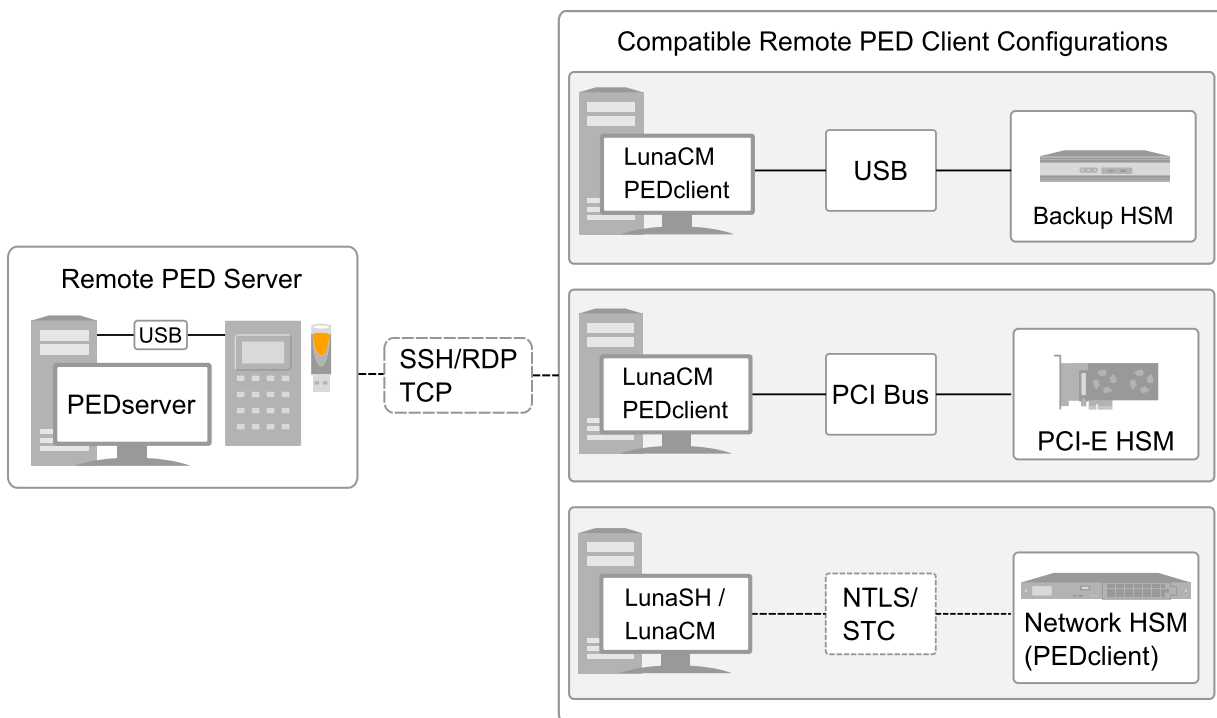 Compatible Remote PED Client Configurations
LunaCM
PEDclient
USB
Backup HSM
Remote PED Server
USB
PEDserver
SSH/RDP
TCP
LunaCM
PEDclient
PCI Bus
PCI-E HSM
LunaSH /
LunaCM
NTLS/
STC
Network HSM
(PEDclient)